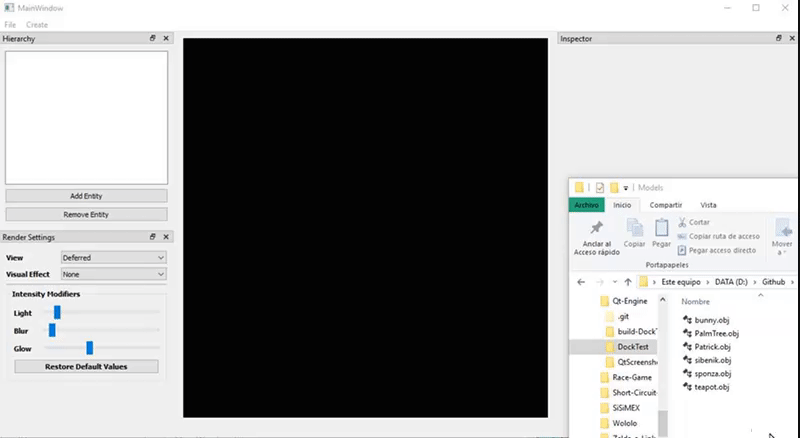 MainWindow
File Create
Hierarchy
Add Entity
Remove Entity
Render Settings
View Deferred
Visual Effect None
Intensity Modifiers
Light
Blur
Glow
Restore Default Values
Inspector
Models
Archivo Inicio Compartir Vista
Anclar al
Acceso rápido
Copiar
Pegar
Cortar
Copiar ruta de acceso
Pegar acceso directo
Mover
a
Portapapeles
Este equipo DATA (D:) Github
Qt-Engine
.git
build-Dock
DockTest
QtScreensh
Race-Game
Short-Circuit
SiSiMEX
Wololo
Nombre
bunny.obj
PalmTree.obj
Patrick.obj
sibenik.obj
sponza.obj
teapot.obj